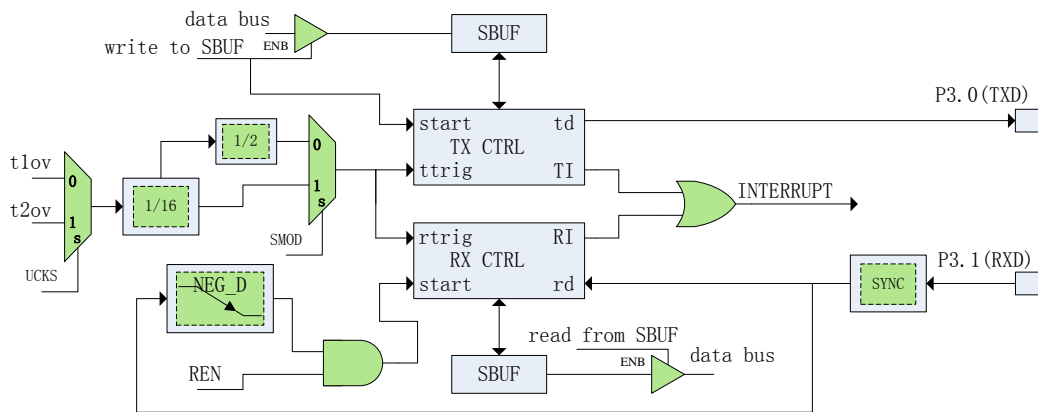 data bus
ENB
SBUF
write to SBUF
P3.0(TXD)
start
td
TX CTRL
ttrig
TI
1/2
0
1
s
SMOD
t1ov
0
t2ov
1
s
UCKS
1/16
INTERRUPT
rtrig
RI
RX CTRL
start
rd
P3.1(RXD)
SYNC
NEG_D
REN
read from SBUF
ENB
data bus
SBUF